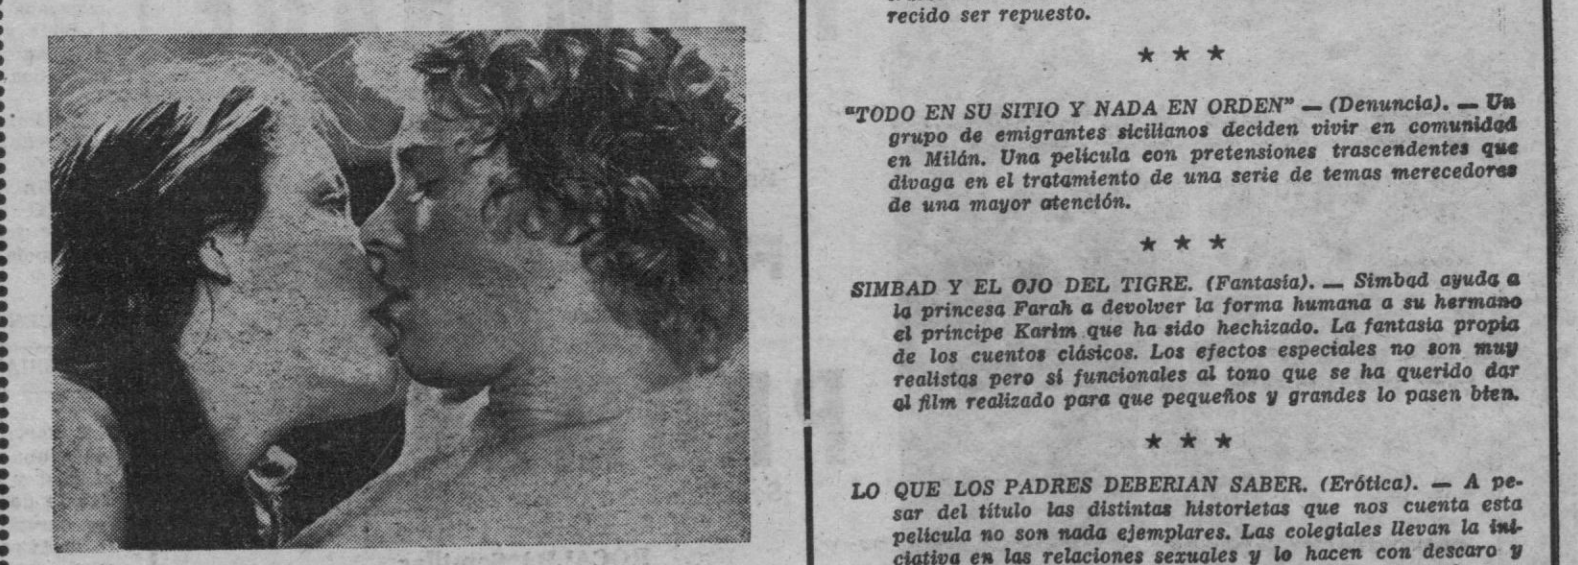 recido ser repuesto.
★ ★ ★
"TODO EN SU SITIO Y NADA EN ORDEN" — (Denuncia). — Un
grupo de emigrantes sicilianos deciden vivir en comunidad
en Milán. Una película con pretensiones trascendentes que
divaga en el tratamiento de una serie de temas merecedores
de una mayor atención.
★ ★ ★
SIMBAD Y EL OJO DEL TIGRE. (Fantasía). — Simbad ayuda a
la princesa Farah a devolver la forma humana a su hermano
el príncipe Karim que ha sido hechizado. La fantasía propia
de los cuentos clásicos. Los efectos especiales no son muy
realistas pero sí funcionales al tono que se ha querido dar
al film realizado para que pequeños y grandes lo pasen bien.
★ ★ ★
LO QUE LOS PADRES DEBERIAN SABER. (Erótica). — A pe-
sar del título las distintas historietas que nos cuenta esta
película no son nada ejemplares. Las colegiales llevan la ini-
ciativa en las relaciones sexuales y lo hacen con descaro y